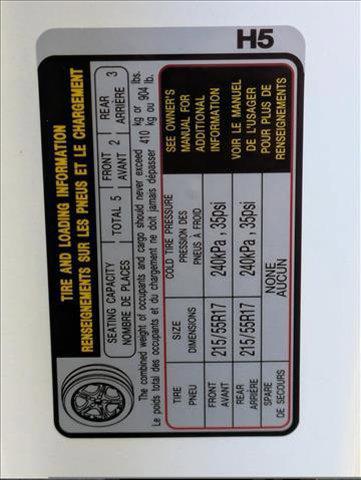 H5
TIRE AND LOADING INFORMATION
RENSEIGNEMENTS SUR LES PNEUS ET LE CHARGEMENT
SEATING CAPACITY
NOMBRE DE PLACES
TOTAL 5
FRONT 2
AVANT
REAR 3
ARRIÈRE
The combined weight of occupants and cargo should never exceed 410 kg or lbs.
Le poids total des occupants et du chargement ne doit jamais dépasser 410 kg ou 904 lb.
TIRE SIZE COLD TIRE PRESSURE
PNEU DIMENSIONS PRESSION DES
PNEUS À FROID
FRONT
AVANT
215/55R17 240kPa , 35psi
REAR
ARRIÈRE
215/55R17 240kPa , 35psi
SPARE
DE SECOURS
NONE
AUCUN
SEE OWNER'S
MANUAL FOR
ADDITIONAL
INFORMATION
VOIR LE MANUEL
DE L'USAGER
POUR PLUS DE
RENSEIGNEMENTS